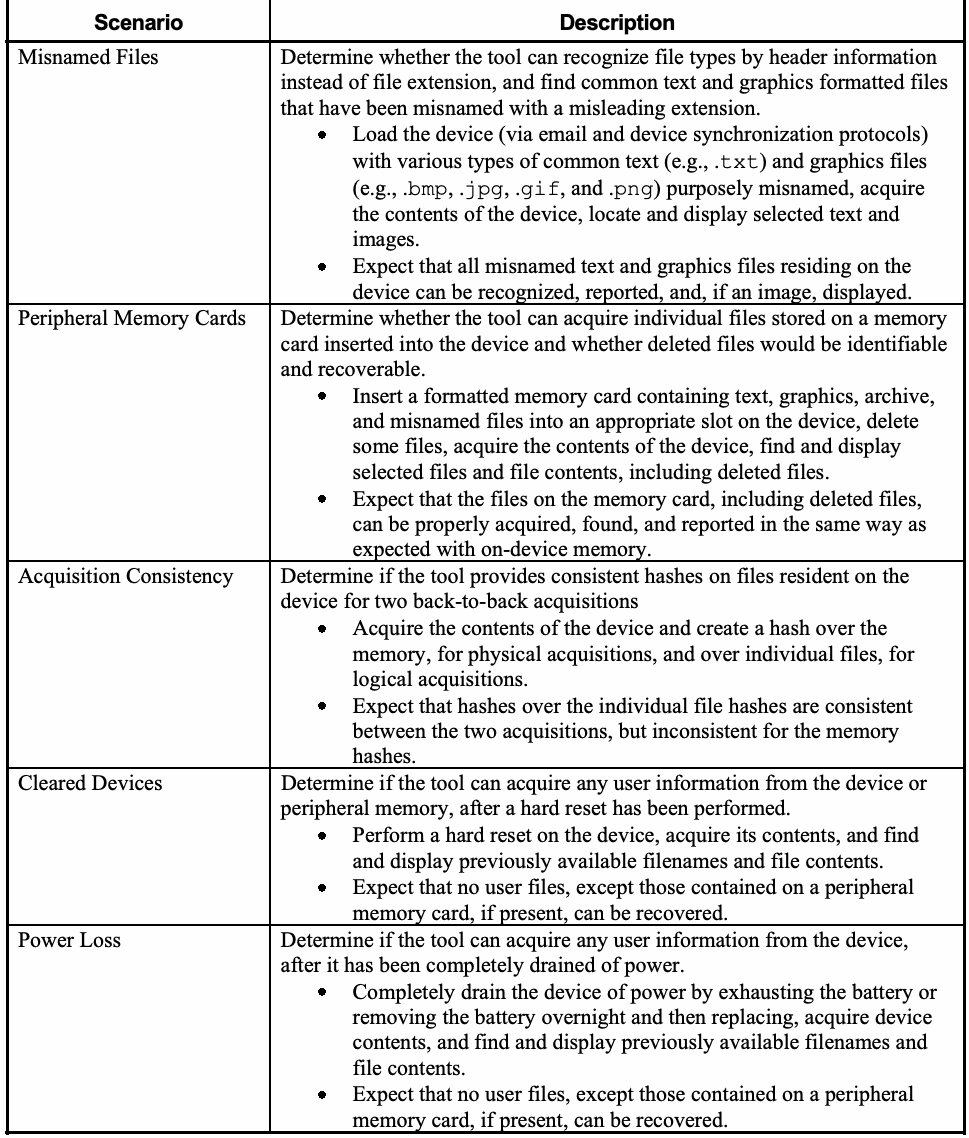 Scenario Description
Misnamed Files
Determine whether the tool can recognize file types by header information
instead of file extension, and find common text and graphics formatted files
that have been misnamed with a misleading extension.
• Load the device (via email and device synchronization protocols)
with various types of common text (e.g., .txt) and graphics files
(e.g., .bmp, .jpg, .gif, and .png) purposely misnamed, acquire
the contents of the device, locate and display selected text and
images.
• Expect that all misnamed text and graphics files residing on the
device can be recognized, reported, and, if an image, displayed.
Peripheral Memory Cards
Determine whether the tool can acquire individual files stored on a memory
card inserted into the device and whether deleted files would be identifiable
and recoverable.
• Insert a formatted memory card containing text, graphics, archive,
and misnamed files into an appropriate slot on the device, delete
some files, acquire the contents of the device, find and display
selected files and file contents, including deleted files.
• Expect that the files on the memory card, including deleted files,
can be properly acquired, found, and reported in the same way as
expected with on-device memory.
Acquisition Consistency
Determine if the tool provides consistent hashes on files resident on the
device for two back-to-back acquisitions
• Acquire the contents of the device and create a hash over the
memory, for physical acquisitions, and over individual files, for
logical acquisitions.
• Expect that hashes over the individual file hashes are consistent
between the two acquisitions, but inconsistent for the memory
hashes.
Cleared Devices
Determine if the tool can acquire any user information from the device or
peripheral memory, after a hard reset has been performed.
• Perform a hard reset on the device, acquire its contents, and find
and display previously available filenames and file contents.
• Expect that no user files, except those contained on a peripheral
memory card, if present, can be recovered.
Power Loss
Determine if the tool can acquire any user information from the device,
after it has been completely drained of power.
• Completely drain the device of power by exhausting the battery or
removing the battery overnight and then replacing, acquire device
contents, and find and display previously available filenames and
file contents.
• Expect that no user files, except those contained on a peripheral
memory card, if present, can be recovered.